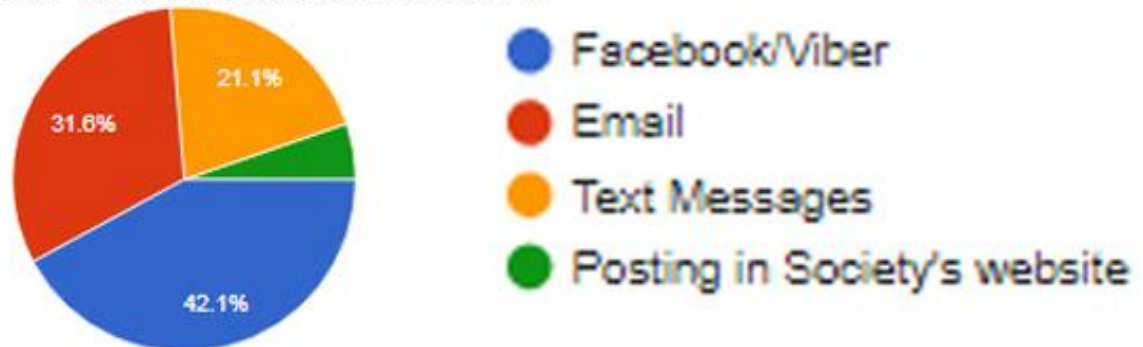 Facebook/Viber
Email
Text Messages
Posting in Society's website
21.1%
31.6%
42.1%